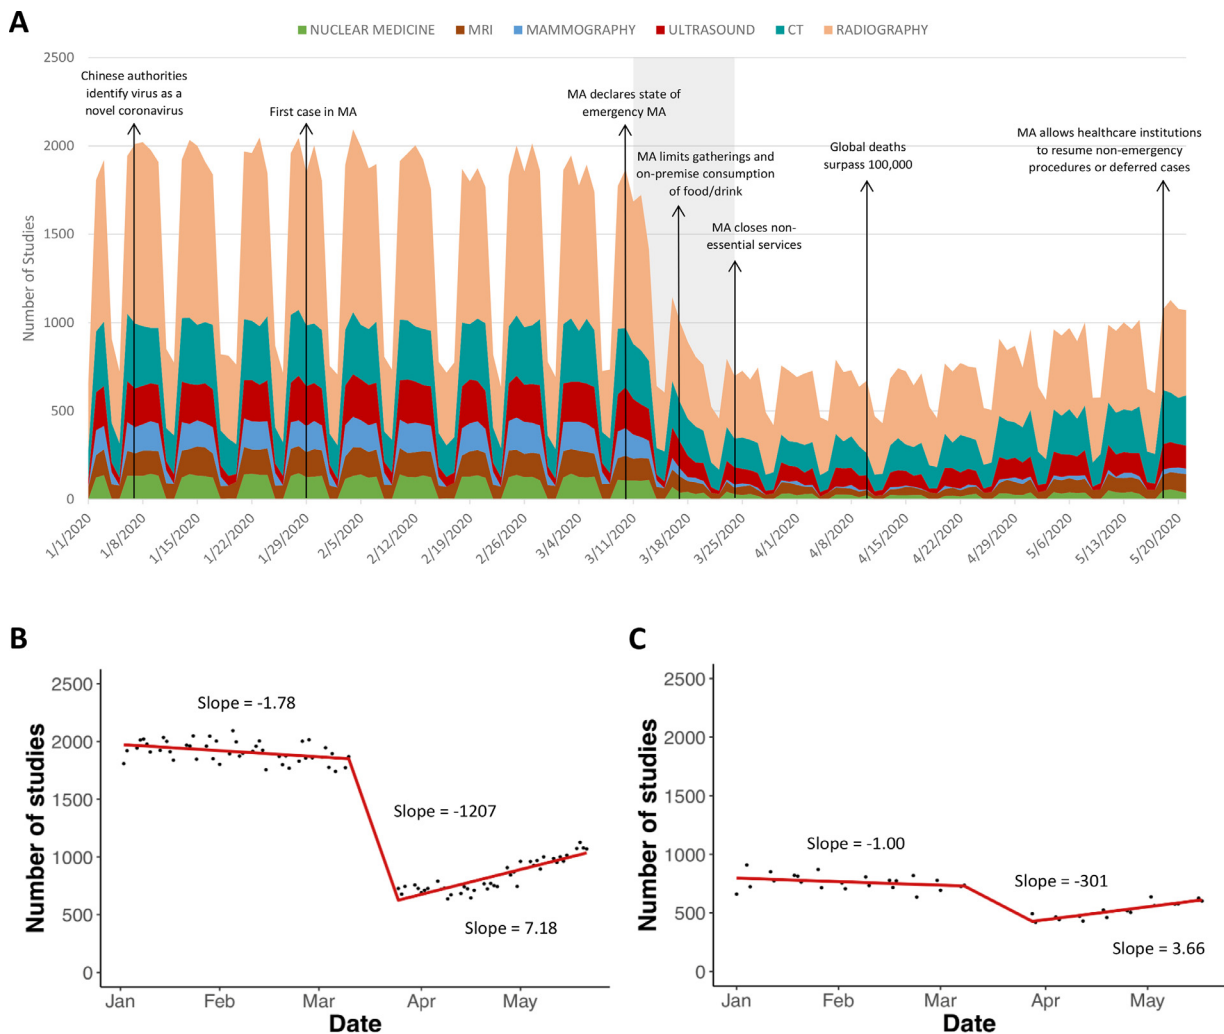 A
NUCLEAR MEDICINE MRI MAMMOGRAPHY ULTRASOUND CT RADIOGRAPHY
Number of Studies
2500
2000
1500
1000
500
0
Chinese authorities
identify virus as a
novel coronavirus
First case in MA
MA declares state of
emergency MA
MA limits gatherings and
on-premise consumption
of food/drink
MA closes non-
essential services
Global deaths
surpass 100,000
MA allows healthcare institutions
to resume non-emergency
procedures or deferred cases
1/1/2020
1/8/2020
1/15/2020
1/22/2020
1/29/2020
2/5/2020
2/12/2020
2/19/2020
2/26/2020
3/4/2020
3/11/2020
3/18/2020
3/25/2020
4/1/2020
4/8/2020
4/15/2020
4/22/2020
4/29/2020
5/6/2020
5/13/2020
5/20/2020
B
Number of studies
2500
2000
1500
1000
500
0
Slope = -1.78
Slope = -1207
Slope = 7.18
Jan Feb Mar Apr May
Date
C
Number of studies
2500
2000
1500
1000
500
0
Slope = -1.00
Slope = -301
Slope = 3.66
Jan Feb Mar Apr May
Date